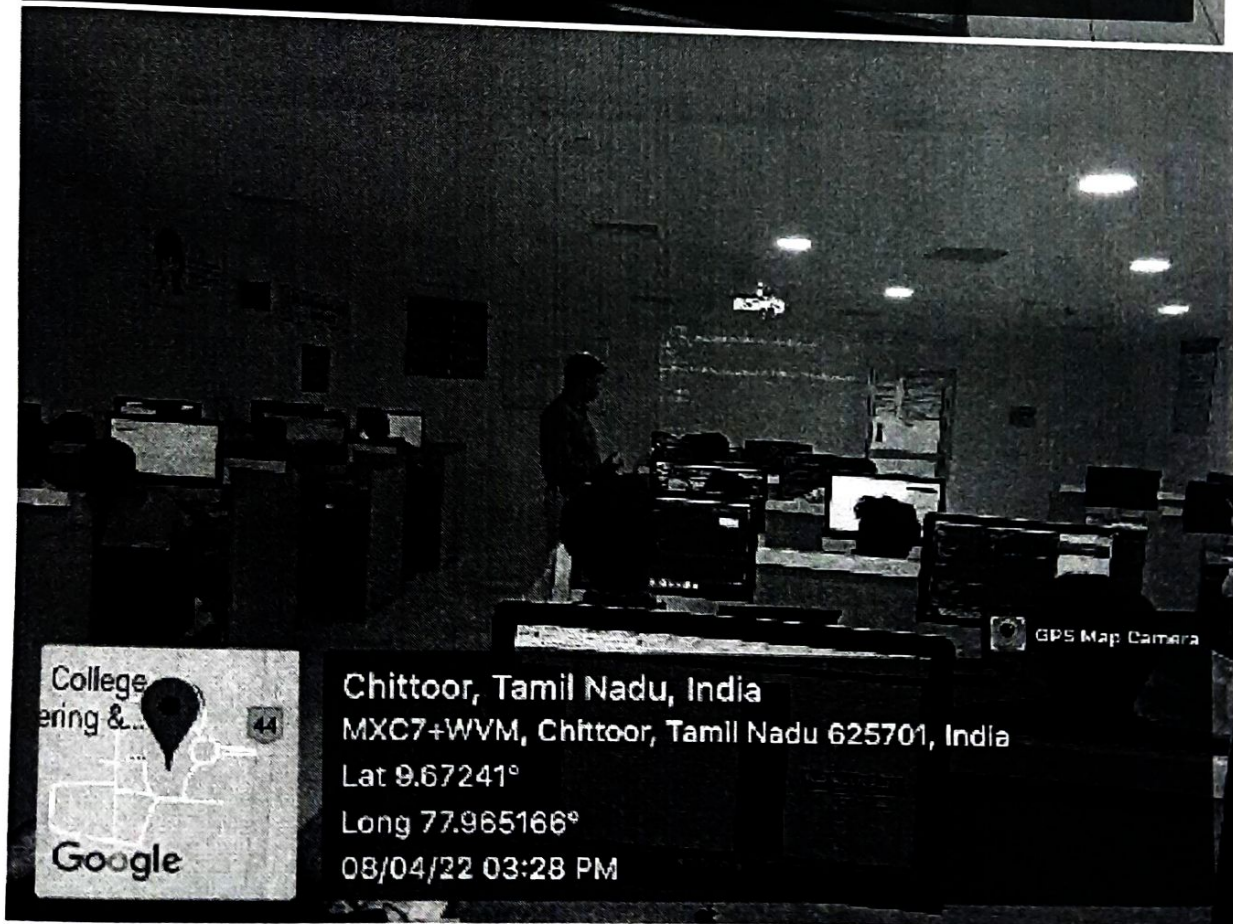 College
ering &...
44
Google
GPS Map Camera
Chittoor, Tamil Nadu, India
MXC7+WVM, Chittoor, Tamil Nadu 625701, India
Lat 9.67241°
Long 77.965166°
08/04/22 03:28 PM